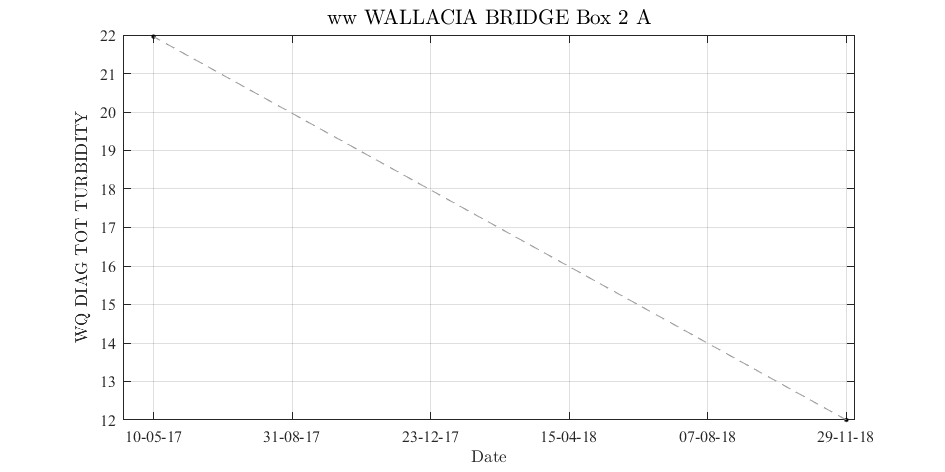 ww WALLACIA BRIDGE Box 2 A
WQ DIAG TOT TURBIDITY
22
21
20
19
18
17
16
15
14
13
12
10-05-17 31-08-17 23-12-17 15-04-18 07-08-18 29-11-18
Date